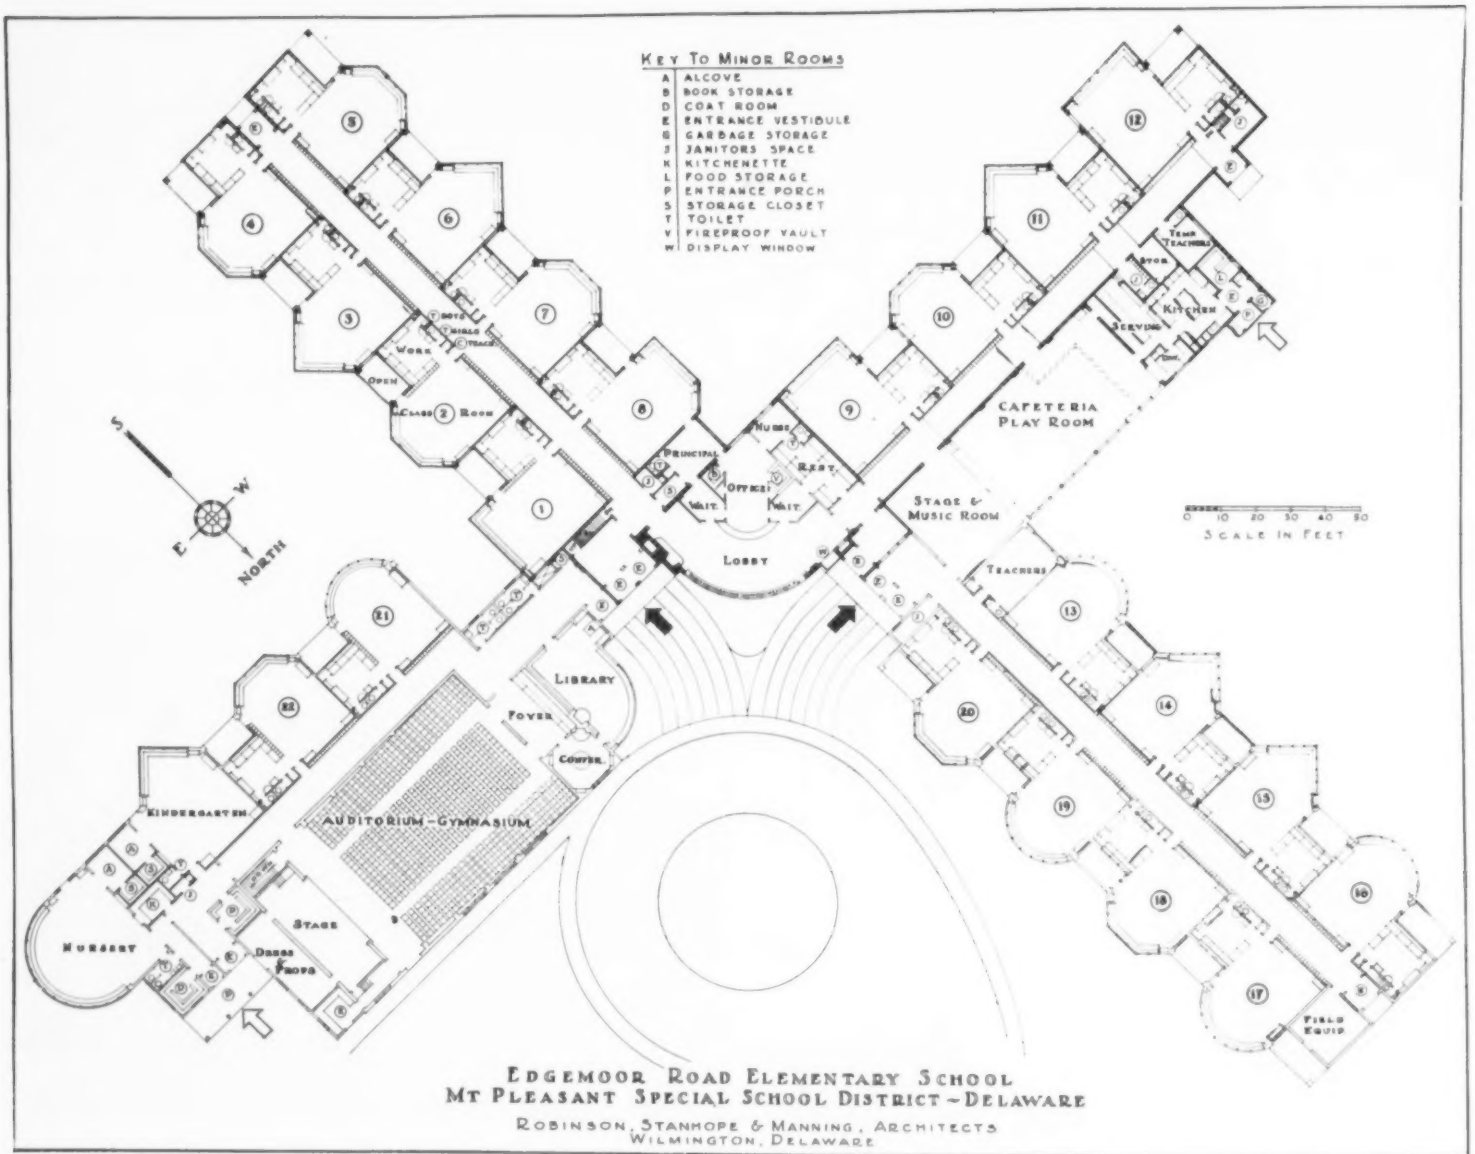 KEY TO MINOR ROOMS
A ALCOVE
B BOOK STORAGE
D COAT ROOM
E ENTRANCE VESTIBULE
G GARBAGE STORAGE
J JANITORS SPACE
K KITCHENETTE
L FOOD STORAGE
P ENTRANCE PORCH
S STORAGE CLOSET
T TOILET
V FIREPROOF VAULT
W DISPLAY WINDOW
5
E
4
6
3
7
T BOYS
T GIRLS
WORK
OPEN
CLASS 2 ROOM
8
1
12
J
E
11
TEMP.
TEACHERS
STOR.
10
L
E
G
P
KITCHEN
SERVING
9
CAFETERIA
PLAY ROOM
NURSE
T
REST.
PRINCIPAL
T
J
S
OFFICE
V
WAIT.
WAIT.
LOBBY
W
STAGE &
MUSIC ROOM
0 10 20 30 40 50
SCALE IN FEET
S
W
E
NORTH
TEACHERS
13
14
15
16
17
18
19
20
FIELD
EQUIP.
21
22
S
T
T
E
E
E
E
E
E
J
LIBRARY
FOYER
CONFER.
AUDITORIUM-GYMNASIUM
KINDERGARTEN
A
A
S
T
J
NURSERY
STAGE
DRESS
&
PROPS
D
E
P
EDGEMOOR ROAD ELEMENTARY SCHOOL
MT PLEASANT SPECIAL SCHOOL DISTRICT~DELAWARE
ROBINSON, STANHOPE & MANNING, ARCHITECTS
WILMINGTON, DELAWARE